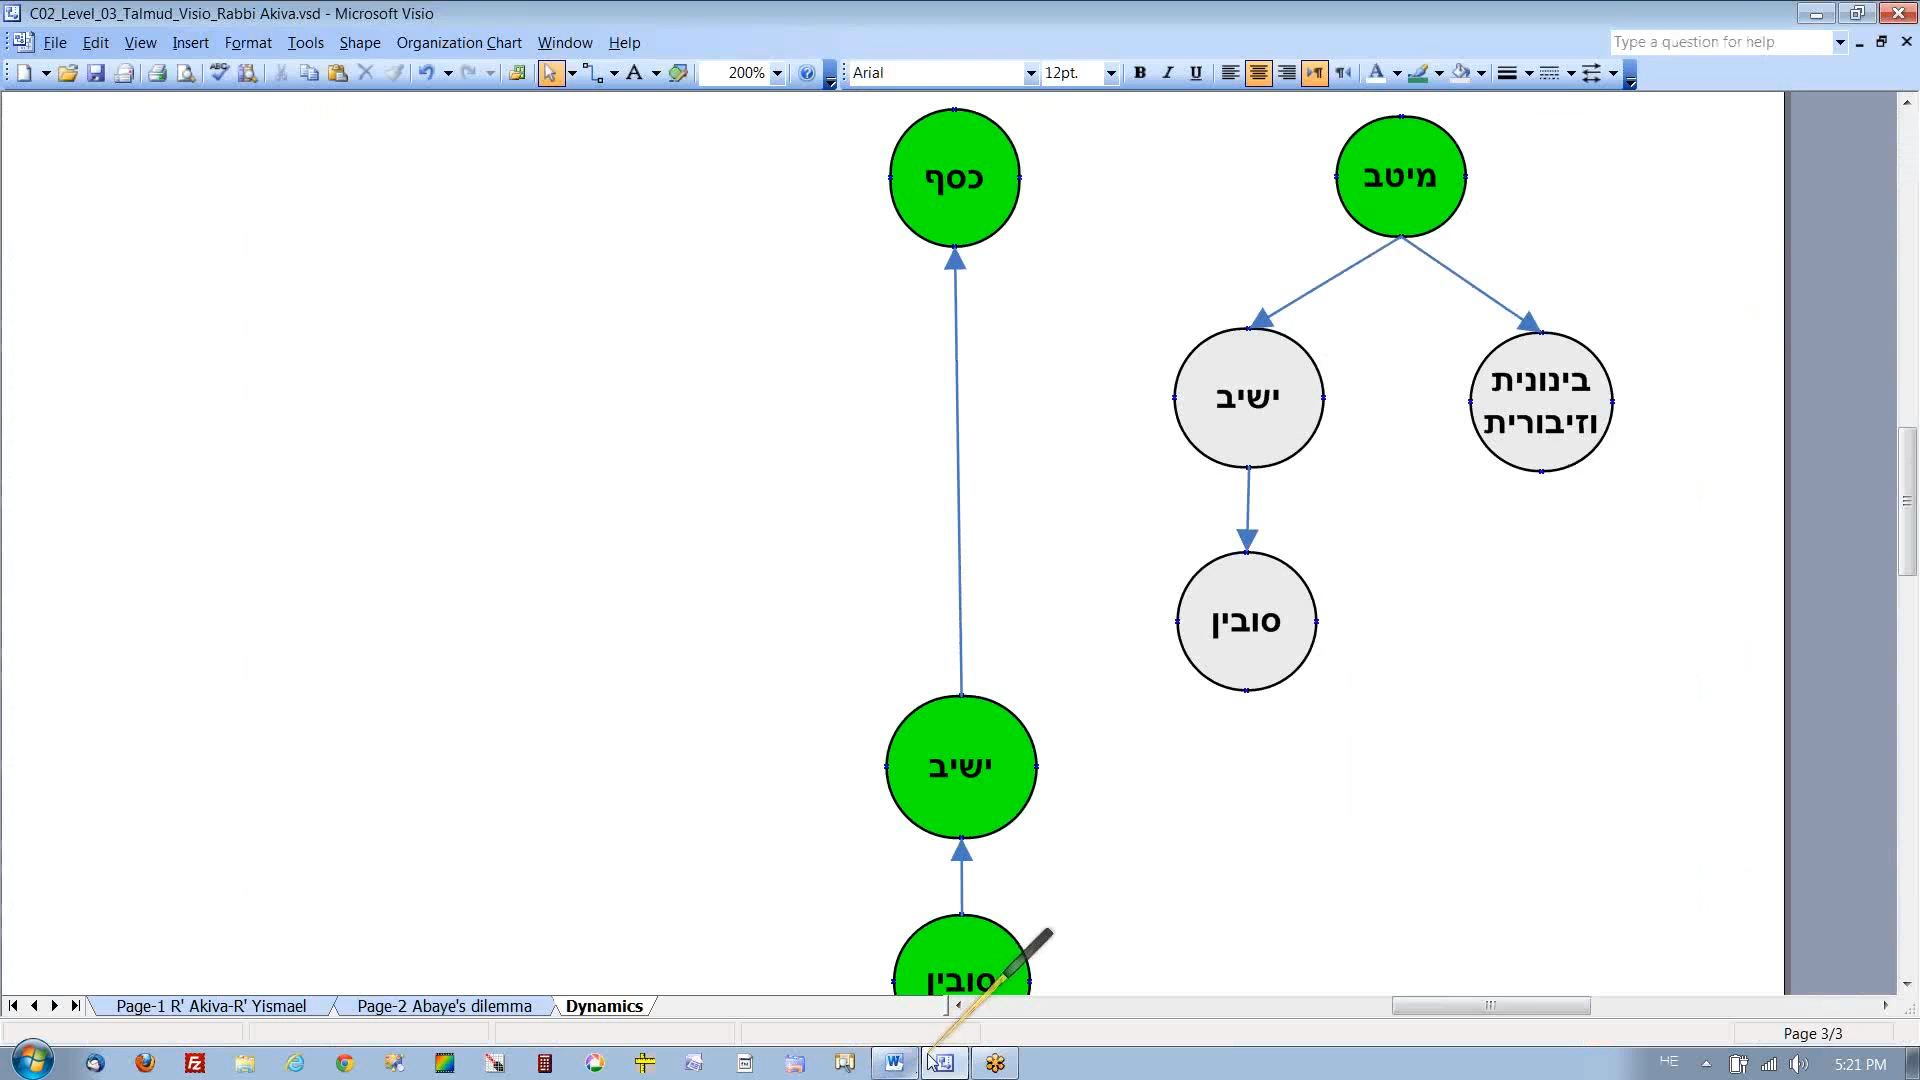 C02_Level_03_Talmud_Visio_Rabbi Akiva.vsd - Microsoft Visio
File Edit View Insert Format Tools Shape Organization Chart Window Help
Type a question for help
200%
Arial
12pt.
B I U
כסף
מיטב
ישיב
בינונית
וזיבורית
סובין
ישיב
סובין
Page-1 R' Akiva-R' Yismael
Page-2 Abaye's dilemma
Dynamics
Page 3/3
HE
5:21 PM